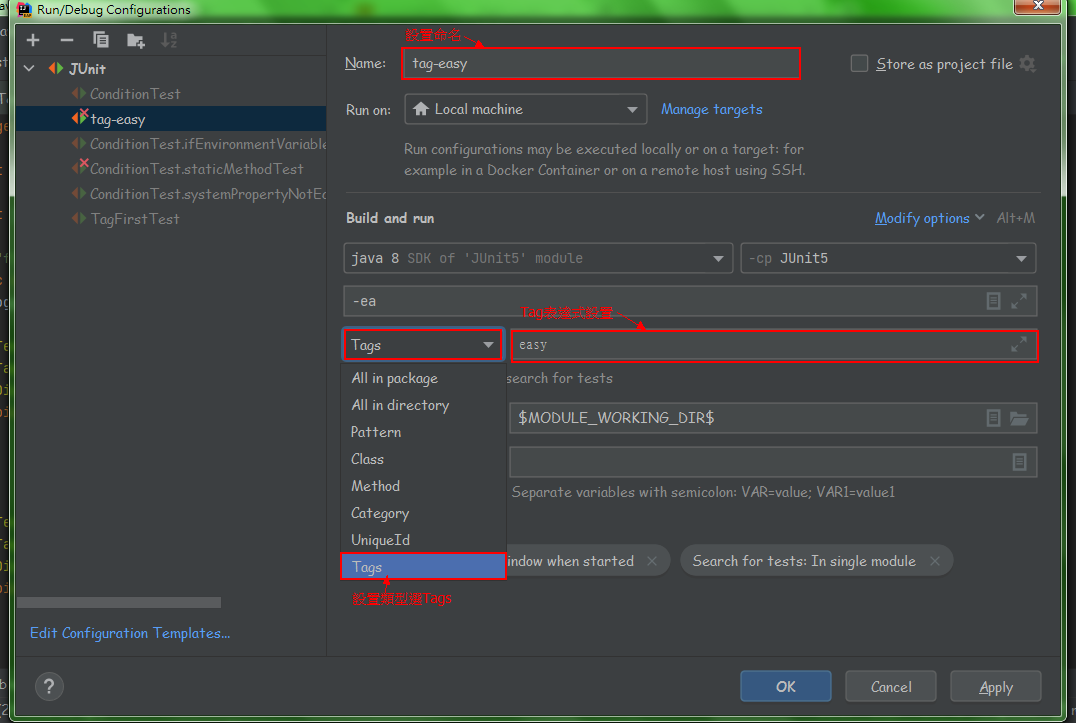 Run/Debug Configurations
JUnit
ConditionTest
tag-easy
ConditionTest.ifEnvironmentVariable
ConditionTest.staticMethodTest
ConditionTest.systemPropertyNotEq
TagFirstTest
Edit Configuration Templates...
設置命名
Name: tag-easy
Store as project file
Run on: Local machine Manage targets
Run configurations may be executed locally or on a target: for
example in a Docker Container or on a remote host using SSH.
Build and run
Modify options Alt+M
java 8 SDK of 'JUnit5' module
-cp JUnit5
-ea
Tag表達式設置
Tags
easy
All in package
search for tests
All in directory
$MODULE_WORKING_DIR$
Pattern
Class
Method
Separate variables with semicolon: VAR=value; VAR1=value1
Category
UniqueId
Tags
indow when started
Search for tests: In single module
設置類型選Tags
?
OK
Cancel
Apply